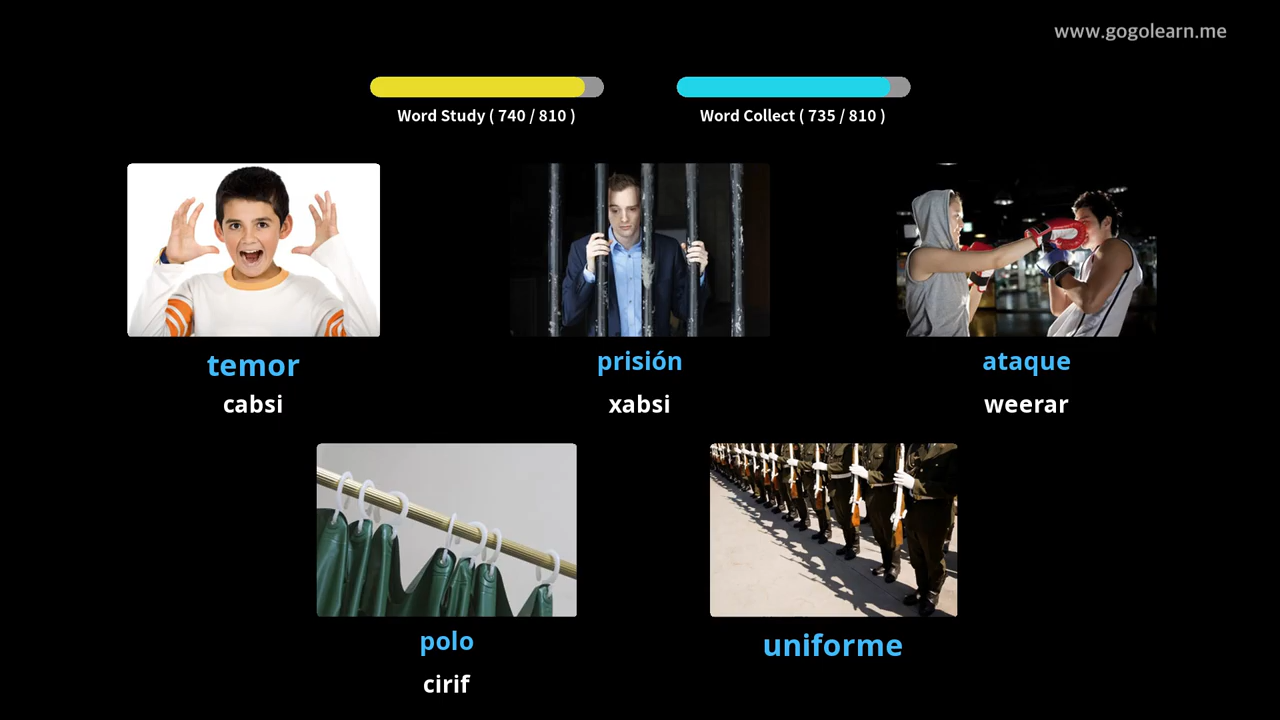 www.gogolearn.me
Word Study ( 740 / 810 )
Word Collect ( 735 / 810 )
temor
cabsi
prisión
xabsi
ataque
weerar
polo
cirif
uniforme